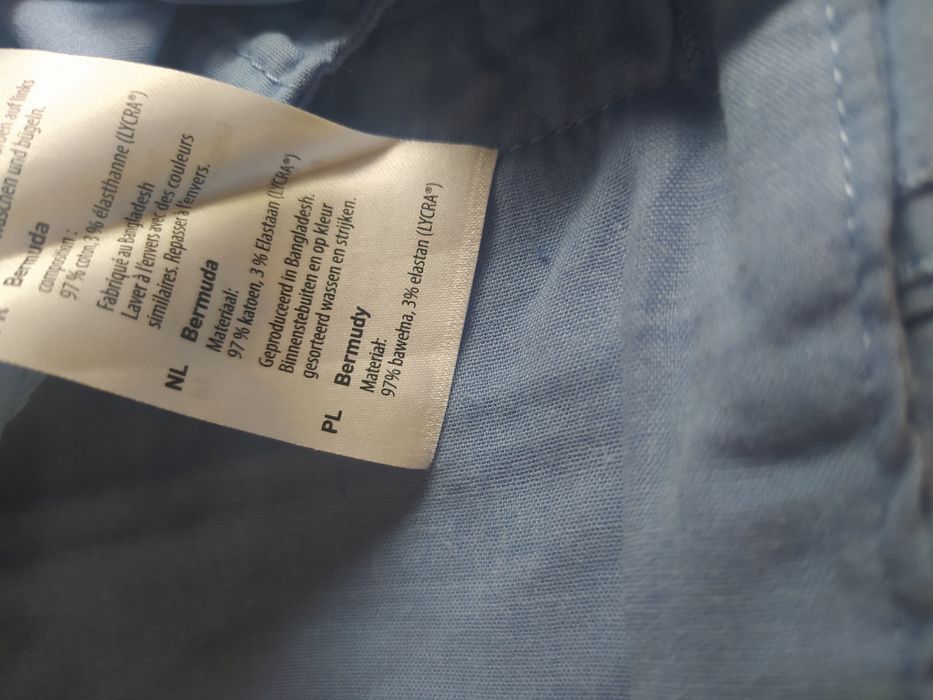 auf links
waschen und bügeln.
Bermuda
composition :
97 % coton, 3 % élasthanne (LYCRA®)
Fabriqué au Bangladesh
Laver à l'envers avec des couleurs
similaires. Repasser à l'envers.
NL Bermuda
Materiaal:
97 % katoen, 3 % Elastaan (LYCRA®)
Geproduceerd in Bangladesh.
Binnenstebuiten en op kleur
gesorteerd wassen en strijken.
PL Bermudy
Materiał:
97% bawełna, 3% elastan (LYCRA®)